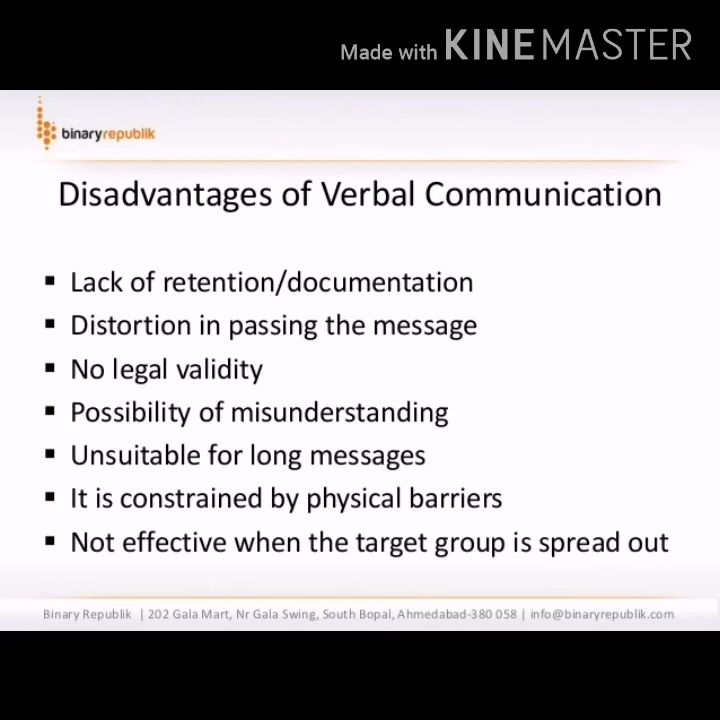 Made with KINEMASTER
binaryrepublik
Disadvantages of Verbal Communication
▪ Lack of retention/documentation
▪ Distortion in passing the message
▪ No legal validity
▪ Possibility of misunderstanding
▪ Unsuitable for long messages
▪ It is constrained by physical barriers
▪ Not effective when the target group is spread out
Binary Republik | 202 Gala Mart, Nr Gala Swing, South Bopal, Ahmedabad-380 058 | info@binaryrepublik.com